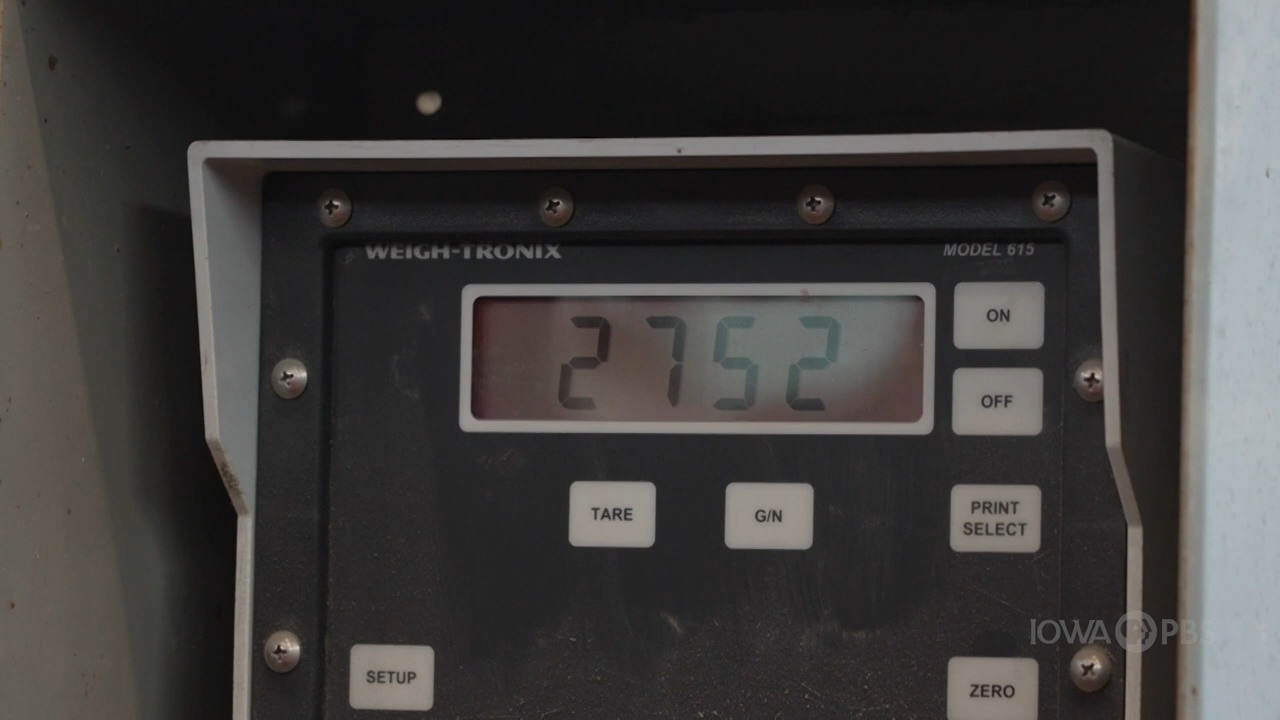 WEIGH-TRONIX
MODEL 615
2752
ON
OFF
TARE
G/N
PRINT
SELECT
IOWA PBS
SETUP
ZERO